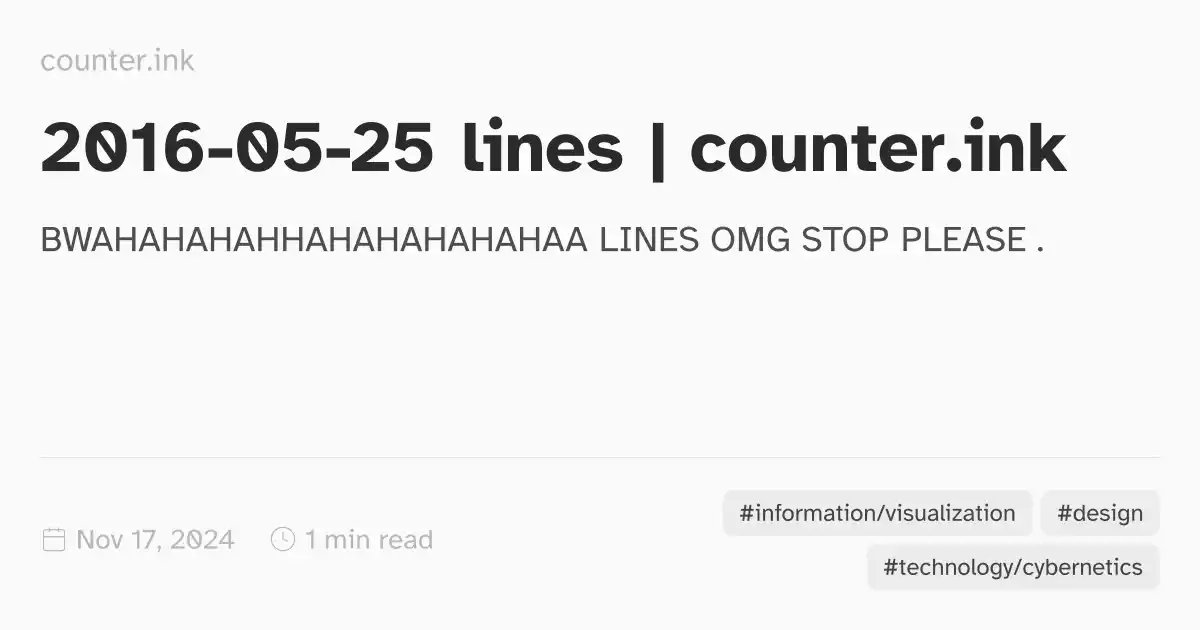 counter.ink
2016-05-25 lines | counter.ink
BWAHAHAHAHHAHAHAHAHAHAA LINES OMG STOP PLEASE .
#information/visualization #design
Nov 17, 2024 1 min read
#technology/cybernetics